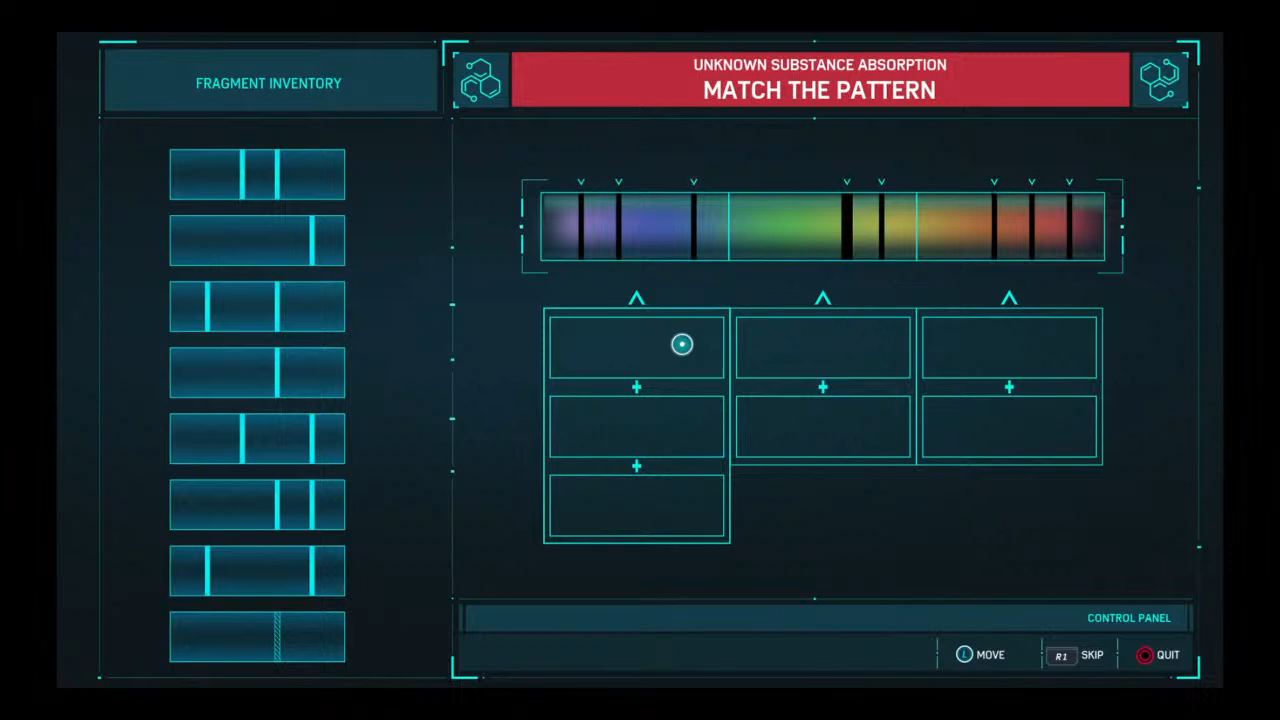 FRAGMENT INVENTORY
UNKNOWN SUBSTANCE ABSORPTION
MATCH THE PATTERN
CONTROL PANEL
L MOVE
R1 SKIP
QUIT